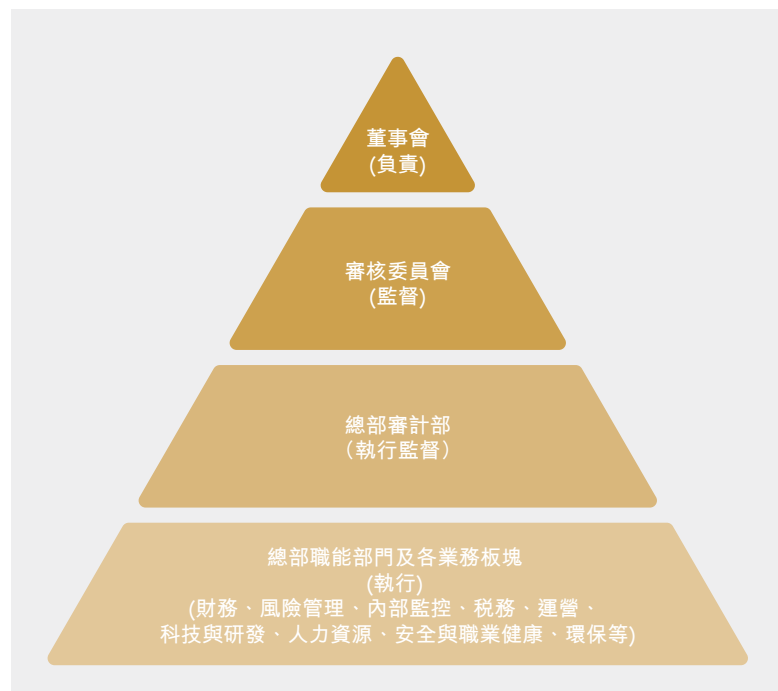 董事會
(負責)
審核委員會
(監督)
總部審計部
（執行監督）
總部職能部門及各業務板塊
(執行)
(財務、風險管理、內部監控、税務、運營、
科技與研發、人力資源、安全與職業健康、環保等)